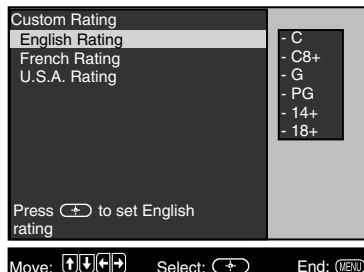 Custom Rating
English Rating
French Rating
U.S.A. Rating
- C
- C8+
- G
- PG
- 14+
- 18+
Press to set English
rating
Move: Select: End: MENU